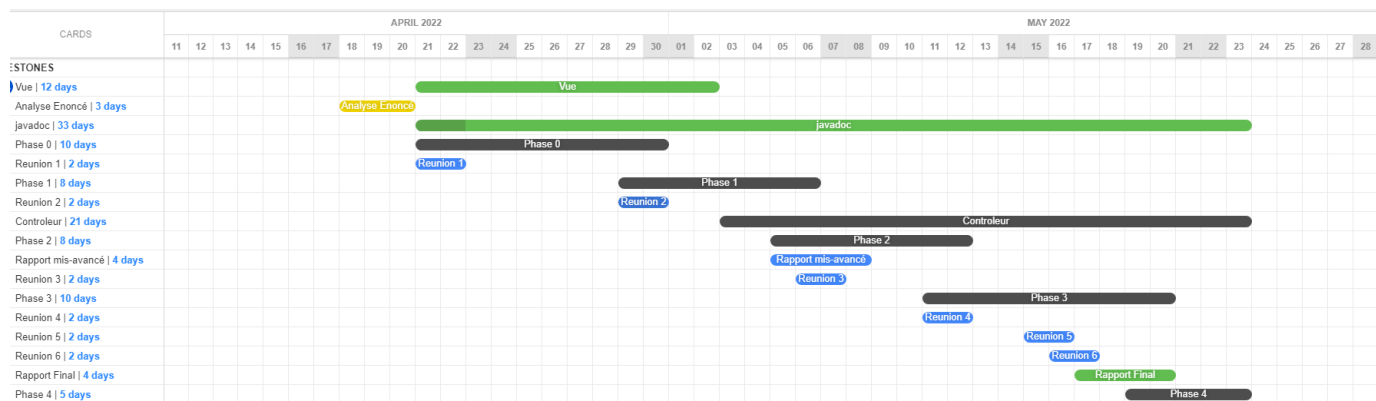 CARDS
APRIL 2022
MAY 2022
11 12 13 14 15 16 17 18 19 20 21 22 23 24 25 26 27 28 29 30 01 02 03 04 05 06 07 08 09 10 11 12 13 14 15 16 17 18 19 20 21 22 23 24 25 26 27 28
ESTONES
Vue | 12 days
Vue
Analyse Enoncé | 3 days
Analyse Enoncé
javadoc | 33 days
javadoc
Phase 0 | 10 days
Phase 0
Reunion 1 | 2 days
Reunion 1
Phase 1 | 8 days
Phase 1
Reunion 2 | 2 days
Reunion 2
Controleur | 21 days
Controleur
Phase 2 | 8 days
Phase 2
Rapport mis-avancé | 4 days
Rapport mis-avancé
Reunion 3 | 2 days
Reunion 3
Phase 3 | 10 days
Phase 3
Reunion 4 | 2 days
Reunion 4
Reunion 5 | 2 days
Reunion 5
Reunion 6 | 2 days
Reunion 6
Rapport Final | 4 days
Rapport Final
Phase 4 | 5 days
Phase 4